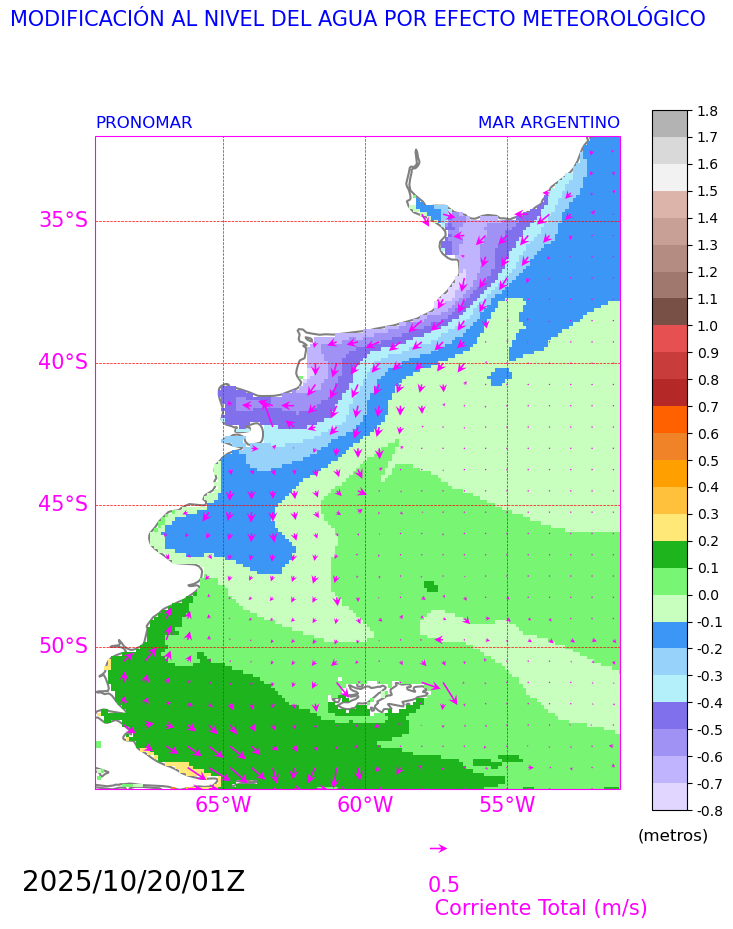 MODIFICACIÓN AL NIVEL DEL AGUA POR EFECTO METEOROLÓGICO
PRONOMAR
MAR ARGENTINO
35°S
40°S
45°S
50°S
65°W
60°W
55°W
1.8
1.7
1.6
1.5
1.4
1.3
1.2
1.1
1.0
0.9
0.8
0.7
0.6
0.5
0.4
0.3
0.2
0.1
0.0
-0.1
-0.2
-0.3
-0.4
-0.5
-0.6
-0.7
-0.8
(metros)
2025/10/20/01Z
0.5
Corriente Total (m/s)